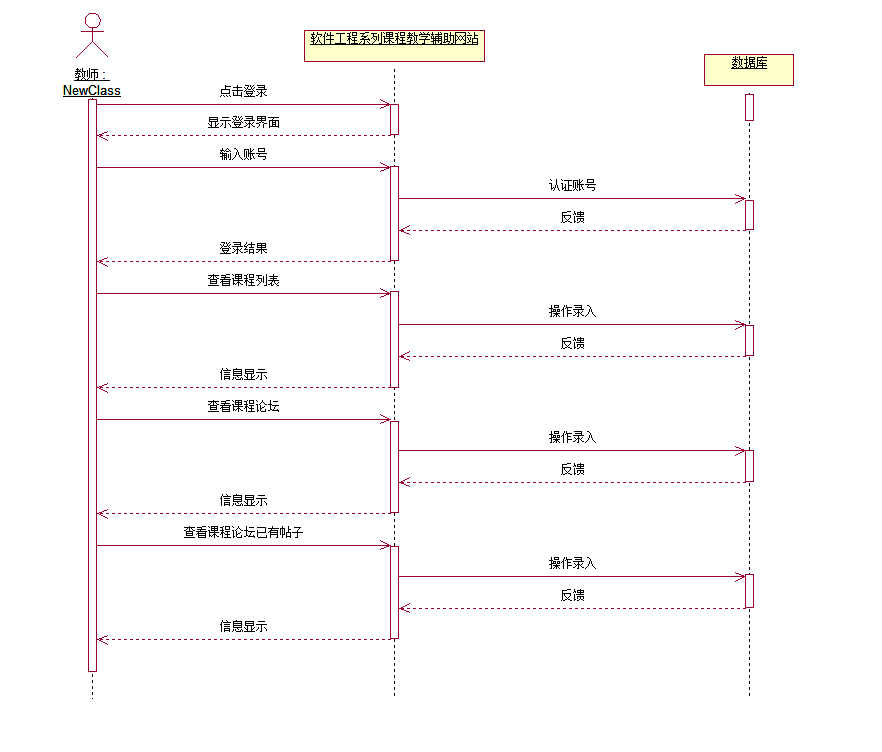 软件工程系列课程教学辅助网站
数据库
教师：
NewClass
点击登录
显示登录界面
输入账号
认证账号
反馈
登录结果
查看课程列表
操作录入
反馈
信息显示
查看课程论坛
操作录入
反馈
信息显示
查看课程论坛已有帖子
操作录入
反馈
信息显示